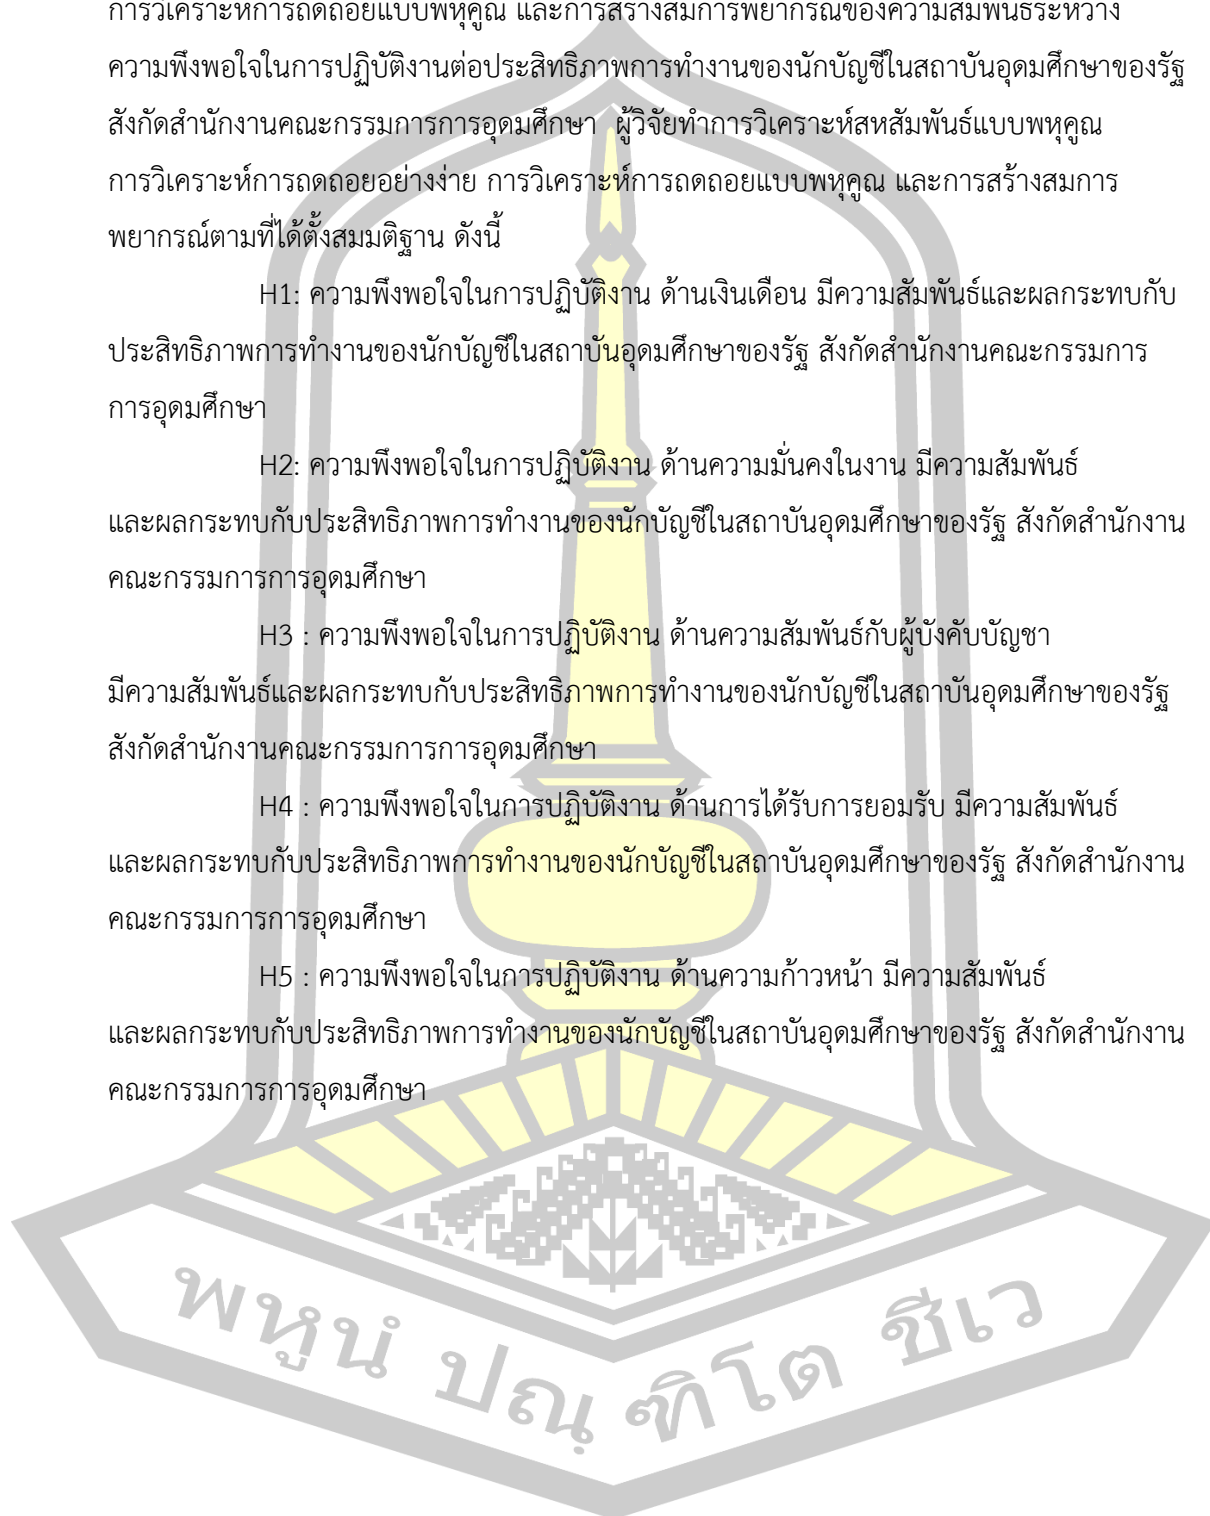 การวิเคราะห์การถดถอยแบบพหุคูณ และการสร้างสมการพยากรณ์ของความสัมพันธ์ระหว่าง
ความพึงพอใจในการปฏิบัติงานต่อประสิทธิภาพการทำงานของนักบัญชีในสถาบันอุดมศึกษาของรัฐ
สังกัดสำนักงานคณะกรรมการการอุดมศึกษา ผู้วิจัยทำการวิเคราะห์สหสัมพันธ์แบบพหุคูณ
การวิเคราะห์การถดถอยอย่างง่าย การวิเคราะห์การถดถอยแบบพหุคูณ และการสร้างสมการ
พยากรณ์ตามที่ได้ตั้งสมมติฐาน ดังนี้
H1: ความพึงพอใจในการปฏิบัติงาน ด้านเงินเดือน มีความสัมพันธ์และผลกระทบกับ
ประสิทธิภาพการทำงานของนักบัญชีในสถาบันอุดมศึกษาของรัฐ สังกัดสำนักงานคณะกรรมการ
การอุดมศึกษา
H2: ความพึงพอใจในการปฏิบัติงาน ด้านความมั่นคงในงาน มีความสัมพันธ์
และผลกระทบกับประสิทธิภาพการทำงานของนักบัญชีในสถาบันอุดมศึกษาของรัฐ สังกัดสำนักงาน
คณะกรรมการการอุดมศึกษา
H3 : ความพึงพอใจในการปฏิบัติงาน ด้านความสัมพันธ์กับผู้บังคับบัญชา
มีความสัมพันธ์และผลกระทบกับประสิทธิภาพการทำงานของนักบัญชีในสถาบันอุดมศึกษาของรัฐ
สังกัดสำนักงานคณะกรรมการการอุดมศึกษา
H4 : ความพึงพอใจในการปฏิบัติงาน ด้านการได้รับการยอมรับ มีความสัมพันธ์
และผลกระทบกับประสิทธิภาพการทำงานของนักบัญชีในสถาบันอุดมศึกษาของรัฐ สังกัดสำนักงาน
คณะกรรมการการอุดมศึกษา
H5 : ความพึงพอใจในการปฏิบัติงาน ด้านความก้าวหน้า มีความสัมพันธ์
และผลกระทบกับประสิทธิภาพการทำงานของนักบัญชีในสถาบันอุดมศึกษาของรัฐ สังกัดสำนักงาน
คณะกรรมการการอุดมศึกษา
พหูนํ ปณฺ ฑิโต ชีเว